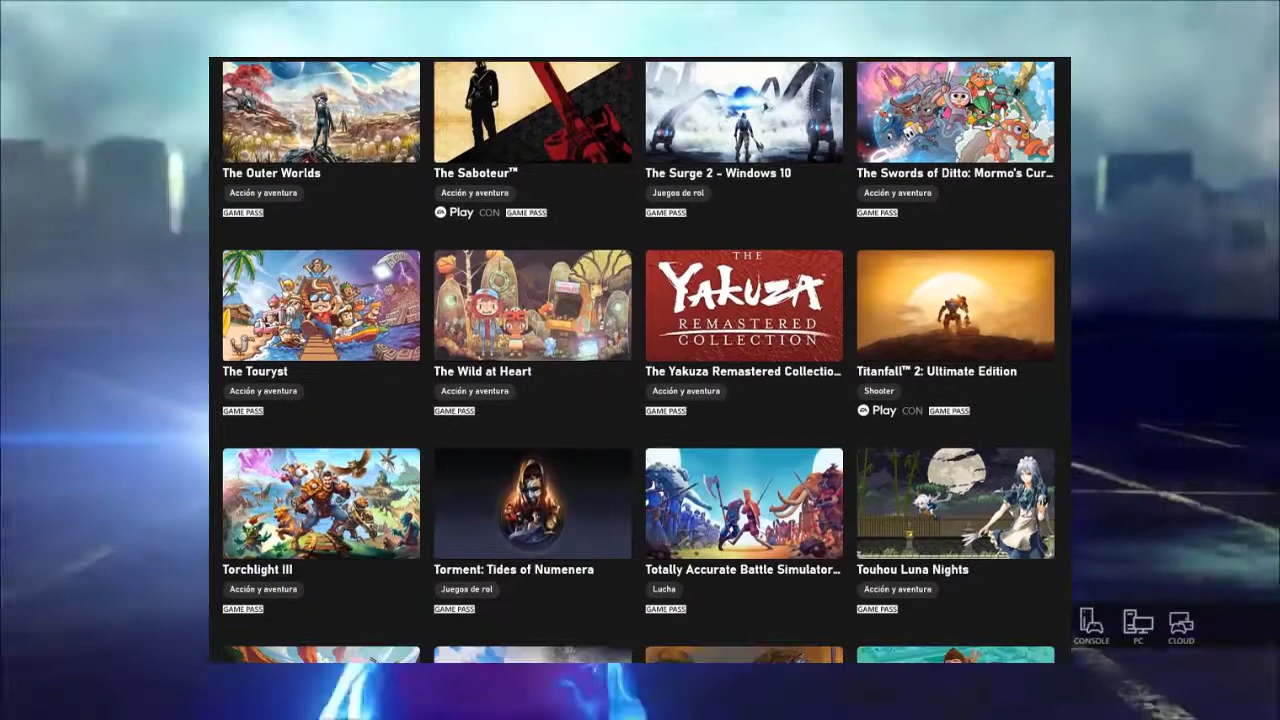 The Outer Worlds
The Saboteur™
The Surge 2 - Windows 10
The Swords of Ditto: Mormo's Cur...
Acción y aventura
Acción y aventura
Juegos de rol
Acción y aventura
GAME PASS
EA Play CON GAME PASS
GAME PASS
GAME PASS
THE
YAKUZA™
REMASTERED
COLLECTION
The Touryst
The Wild at Heart
The Yakuza Remastered Collectio...
Titanfall™ 2: Ultimate Edition
Acción y aventura
Acción y aventura
Acción y aventura
Shooter
GAME PASS
GAME PASS
GAME PASS
EA Play CON GAME PASS
Torchlight III
Torment: Tides of Numenera
Totally Accurate Battle Simulator...
Touhou Luna Nights
Acción y aventura
Juegos de rol
Lucha
Acción y aventura
GAME PASS
GAME PASS
GAME PASS
GAME PASS
CONSOLE
PC
CLOUD